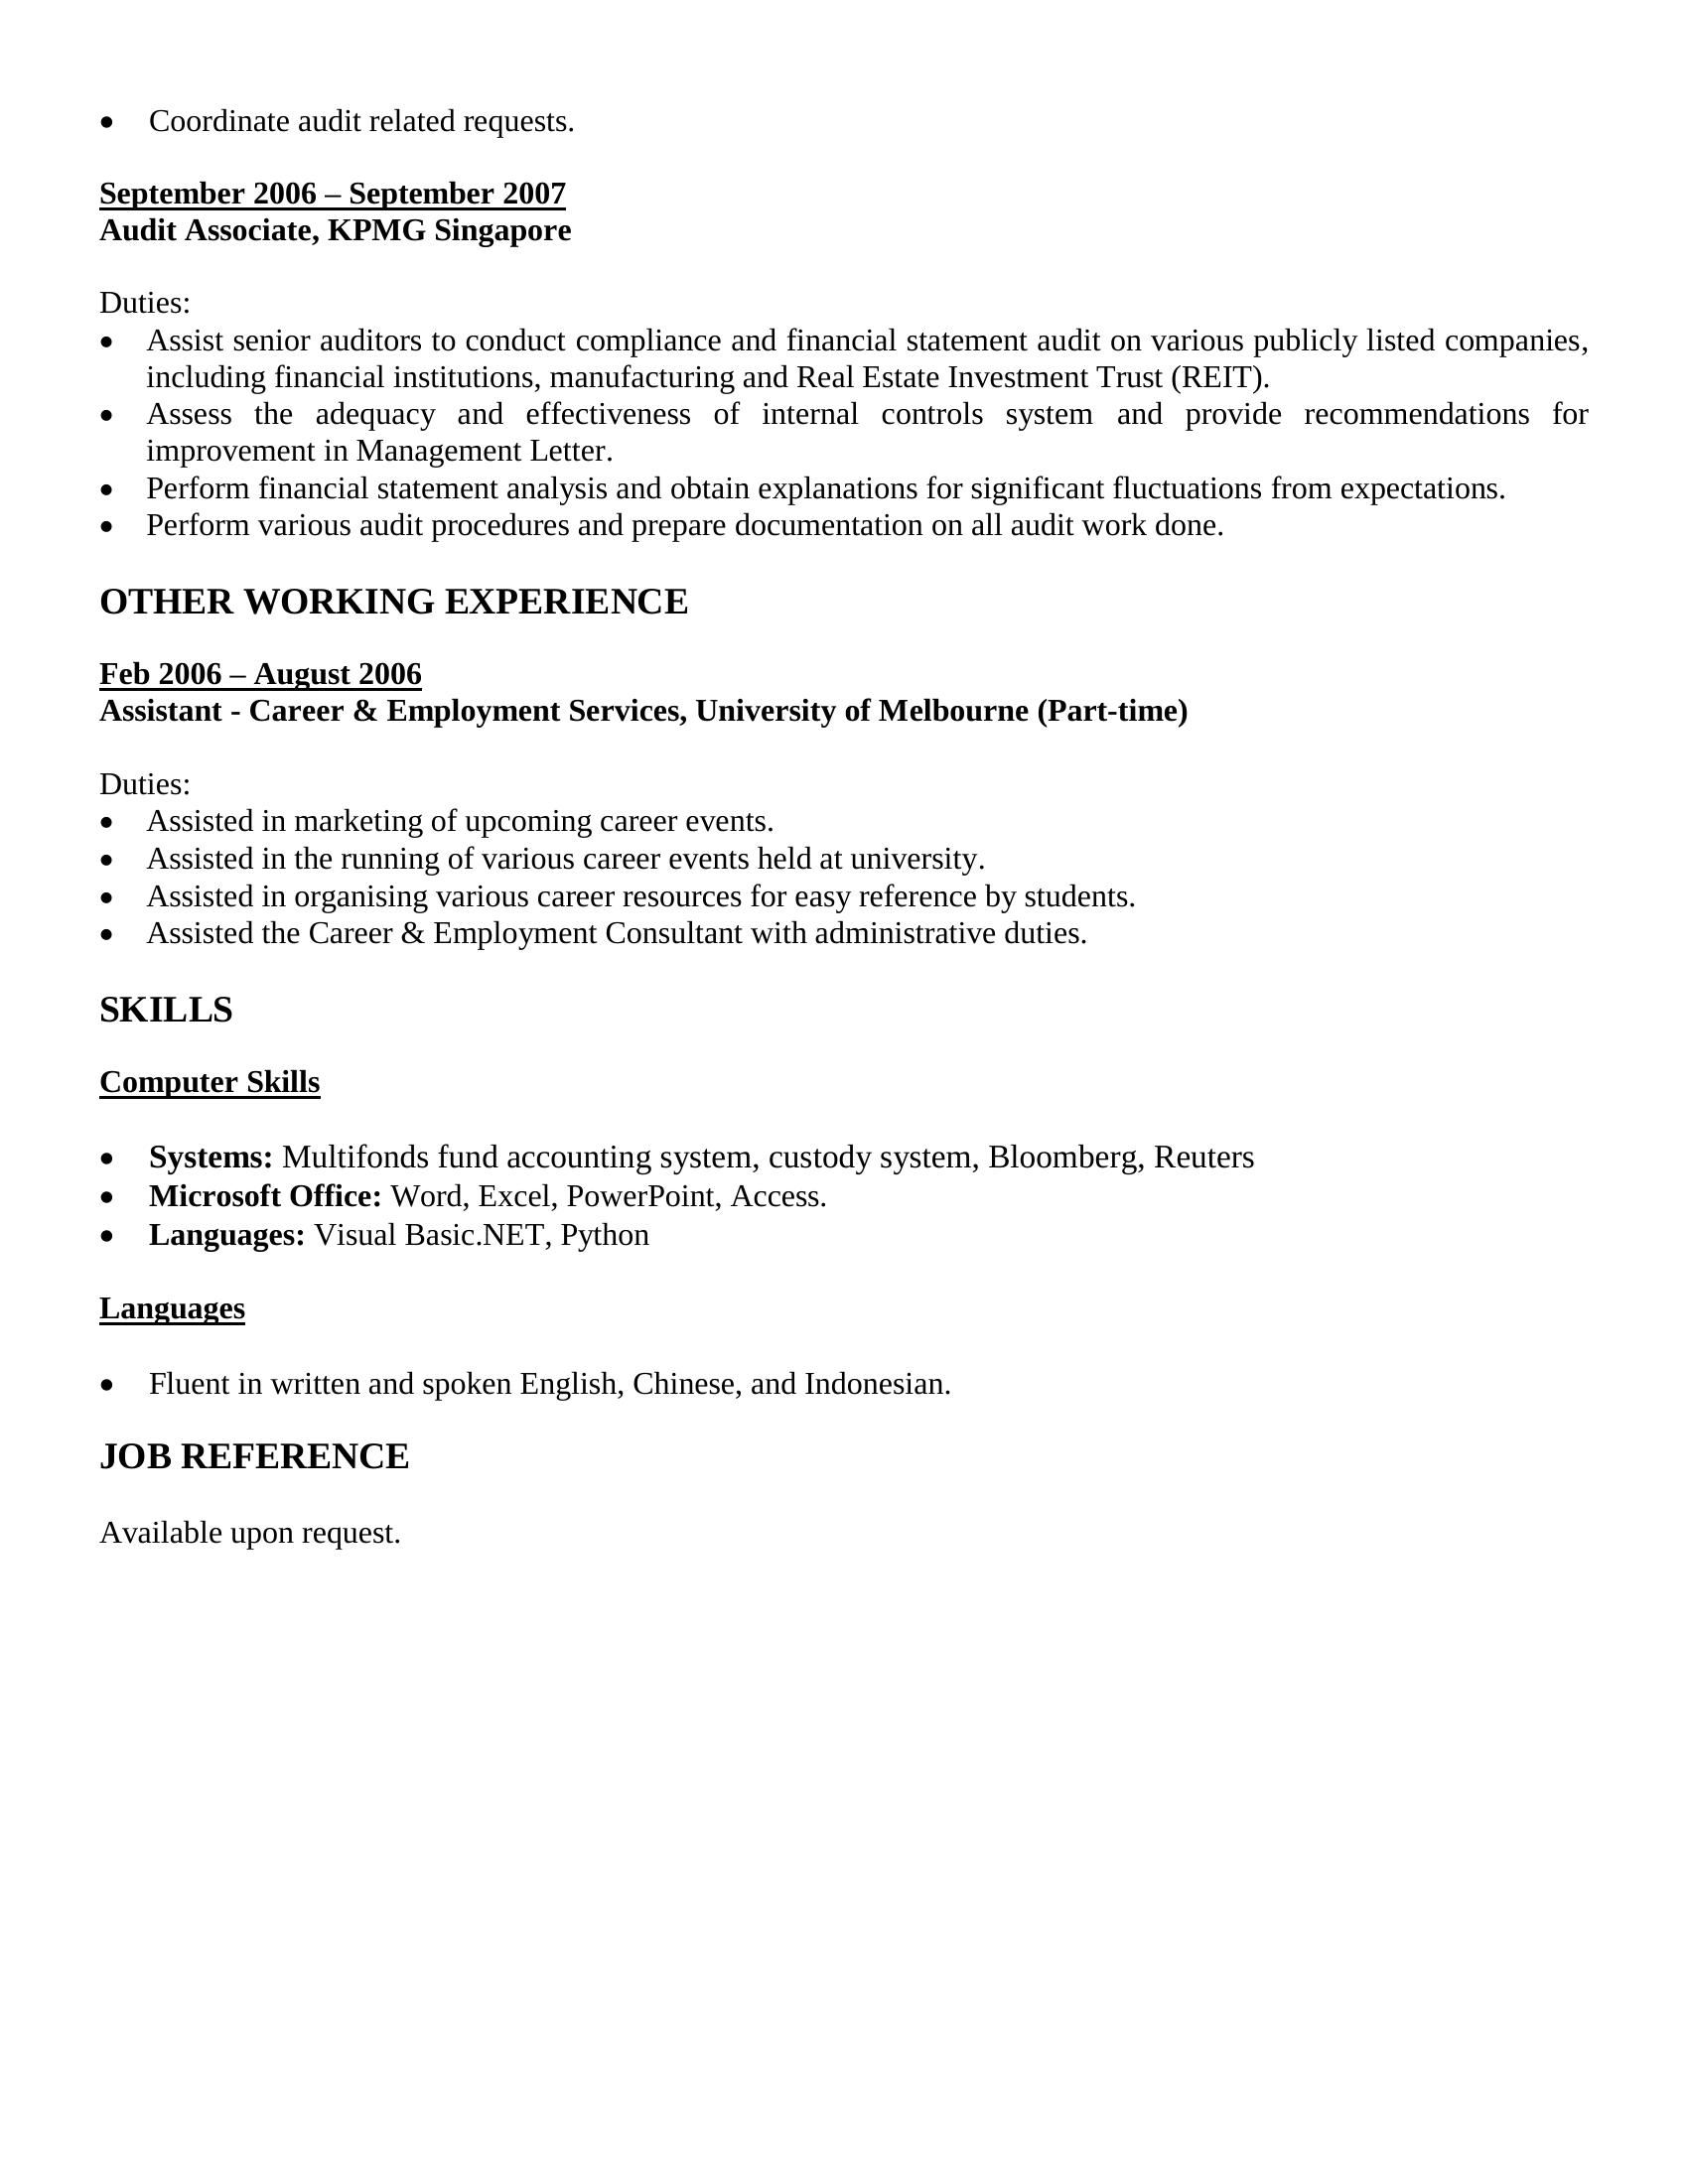 • Coordinate audit related requests.
September 2006 – September 2007
Audit Associate, KPMG Singapore
Duties:
• Assist senior auditors to conduct compliance and financial statement audit on various publicly listed companies,
including financial institutions, manufacturing and Real Estate Investment Trust (REIT).
• Assess the adequacy and effectiveness of internal controls system and provide recommendations for
improvement in Management Letter.
• Perform financial statement analysis and obtain explanations for significant fluctuations from expectations.
• Perform various audit procedures and prepare documentation on all audit work done.
OTHER WORKING EXPERIENCE
Feb 2006 – August 2006
Assistant - Career & Employment Services, University of Melbourne (Part-time)
Duties:
• Assisted in marketing of upcoming career events.
• Assisted in the running of various career events held at university.
• Assisted in organising various career resources for easy reference by students.
• Assisted the Career & Employment Consultant with administrative duties.
SKILLS
Computer Skills
• Systems: Multifonds fund accounting system, custody system, Bloomberg, Reuters
• Microsoft Office: Word, Excel, PowerPoint, Access.
• Languages: Visual Basic.NET, Python
Languages
• Fluent in written and spoken English, Chinese, and Indonesian.
JOB REFERENCE
Available upon request.